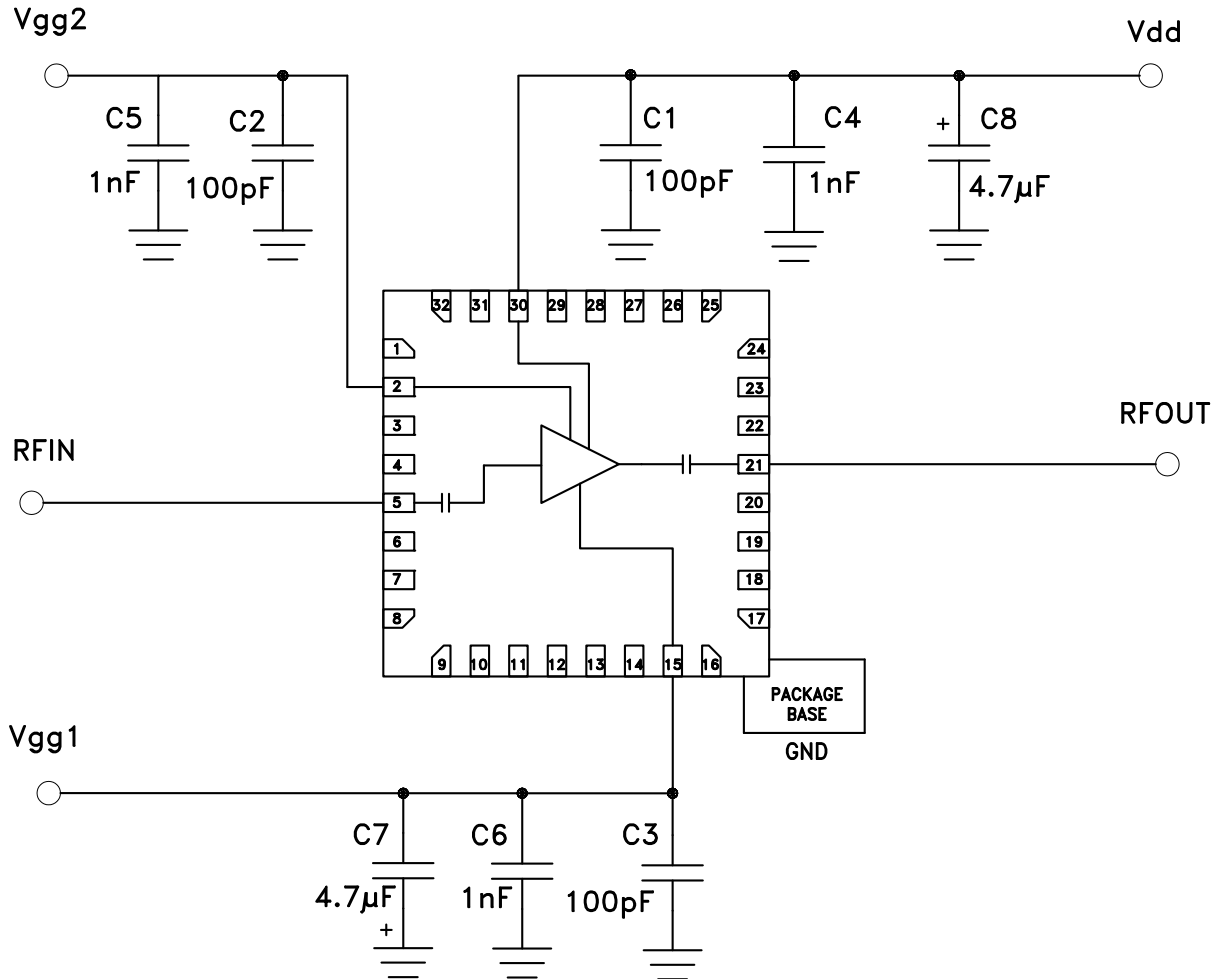 Vgg2
Vdd
C5
C2
C1
C4
+ C8
1nF
100pF
100pF
1nF
4.7µF
32 31 30 29 28 27 26 25
1
2
3
4
5
6
7
8
24
23
22
21
20
19
18
17
9 10 11 12 13 14 15 16
RFIN
RFOUT
PACKAGE
BASE
GND
Vgg1
C7
C6
C3
4.7µF
1nF
100pF
+